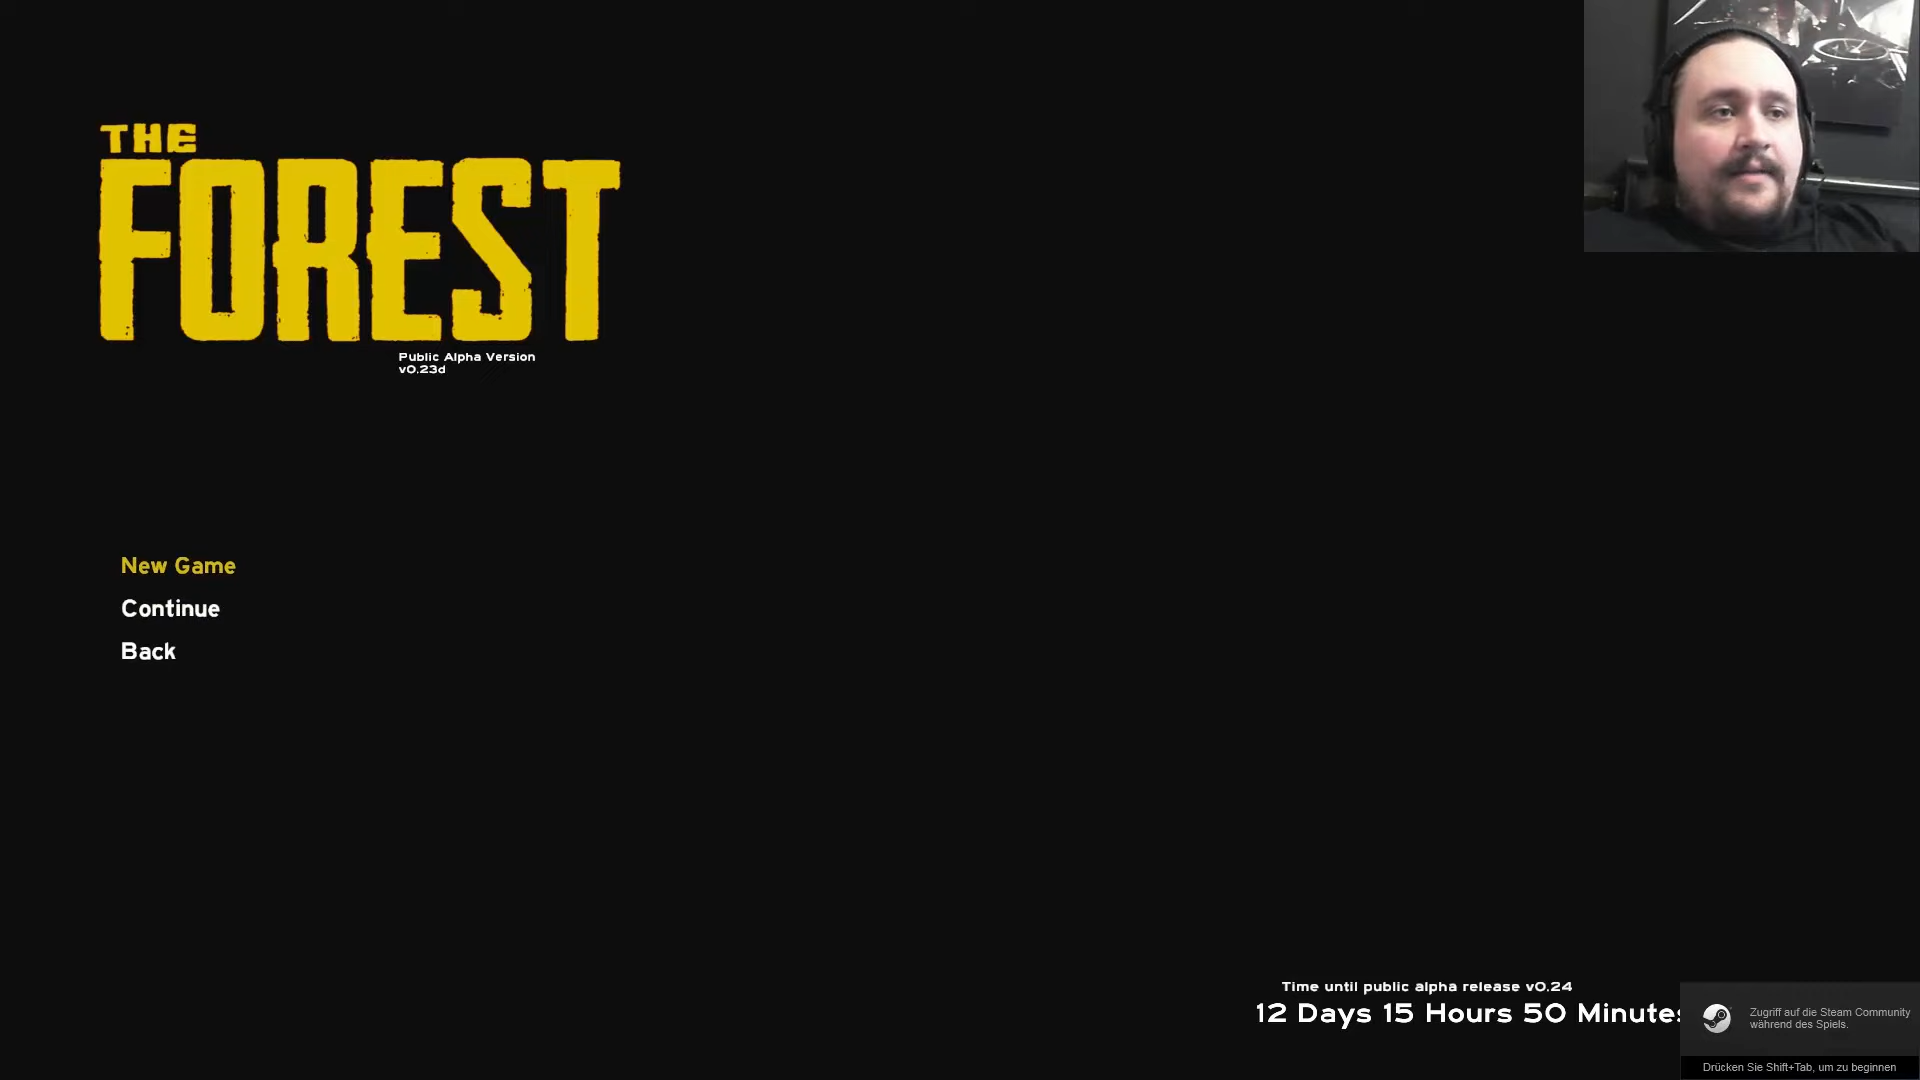 THE
FOREST
Public Alpha Version
v0.23d
New Game
Continue
Back
Time until public alpha release v0.24
12 Days 15 Hours 50 Minutes
Zugriff auf die Steam Community
während des Spiels.
Drücken Sie Shift+Tab, um zu beginnen